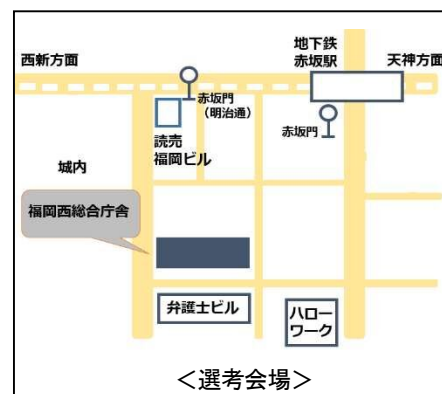 地下鉄
赤坂駅
西新方面
天神方面
赤坂門
（明治通）
赤坂門
読売
福岡ビル
城内
福岡西総合庁舎
弁護士ビル
ハロー
ワーク
＜選考会場＞